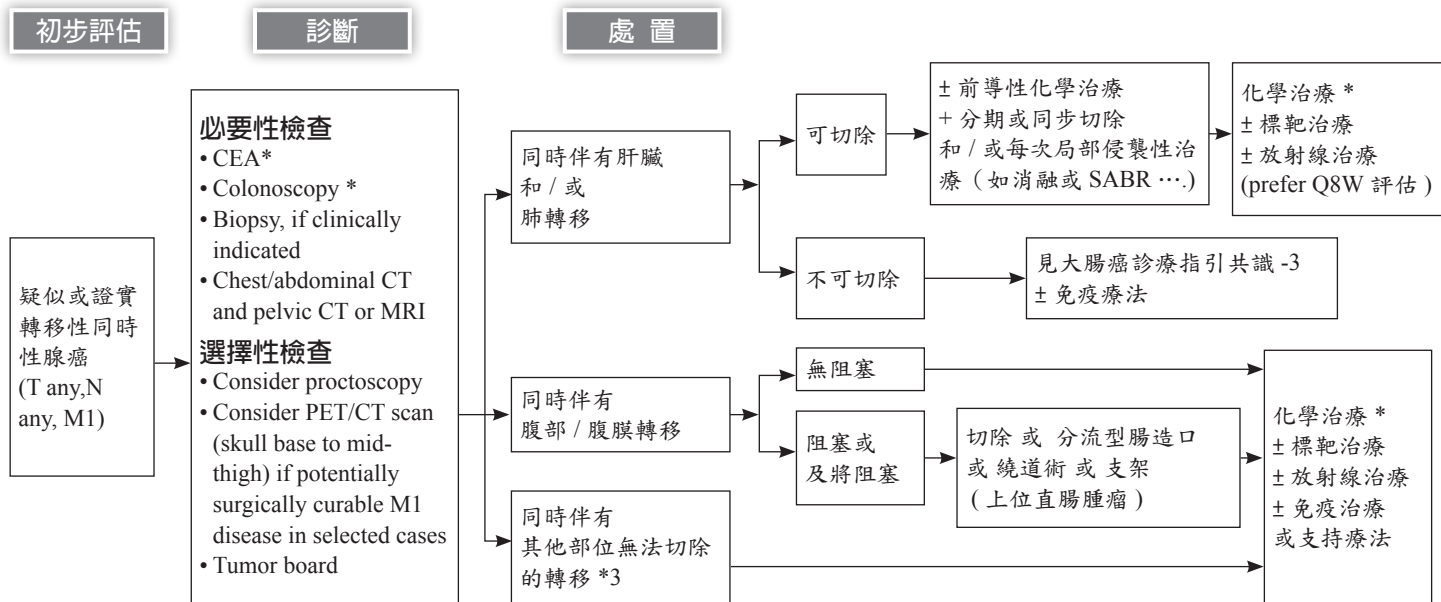 初步評估
診斷
處 置
疑似或證實
轉移性同時
性腺癌
(T any,N
any, M1)
必要性檢查
• CEA*
• Colonoscopy *
• Biopsy, if clinically
indicated
• Chest/abdominal CT
and pelvic CT or MRI
選擇性檢查
• Consider proctoscopy
• Consider PET/CT scan
(skull base to mid-
thigh) if potentially
surgically curable M1
disease in selected cases
• Tumor board
同時伴有肝臟
和 / 或
肺轉移
可切除
± 前導性化學治療
+ 分期或同步切除
和 / 或每次局部侵襲性治
療（如消融或 SABR ….)
化學治療 *
± 標靶治療
± 放射線治療
(prefer Q8W 評估 )
不可切除
見大腸癌診療指引共識 -3
± 免疫療法
同時伴有
腹部 / 腹膜轉移
無阻塞
阻塞或
及將阻塞
切除 或 分流型腸造口
或 繞道術 或 支架
( 上位直腸腫瘤 )
同時伴有
其他部位無法切除
的轉移 *3
化學治療 *
± 標靶治療
± 放射線治療
± 免疫治療
或支持療法